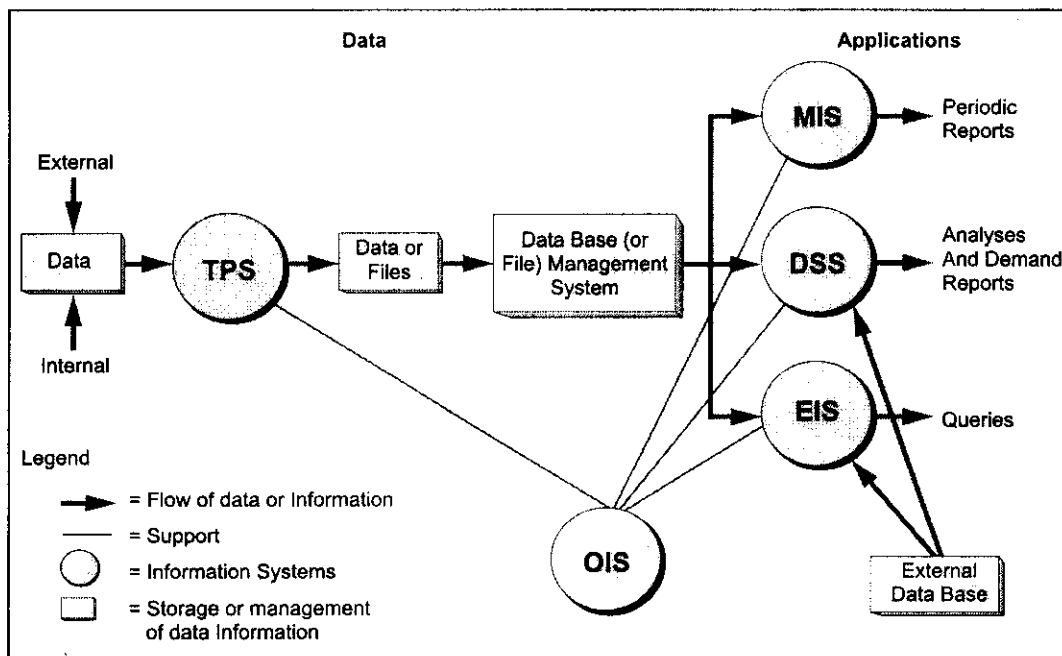 Data
Applications
External
Data
Internal
TPS
Data or
Files
Data Base (or
File) Management
System
MIS
Periodic
Reports
DSS
Analyses
And Demand
Reports
EIS
Queries
OIS
External
Data Base
Legend
= Flow of data or Information
= Support
= Information Systems
= Storage or management
of data Information